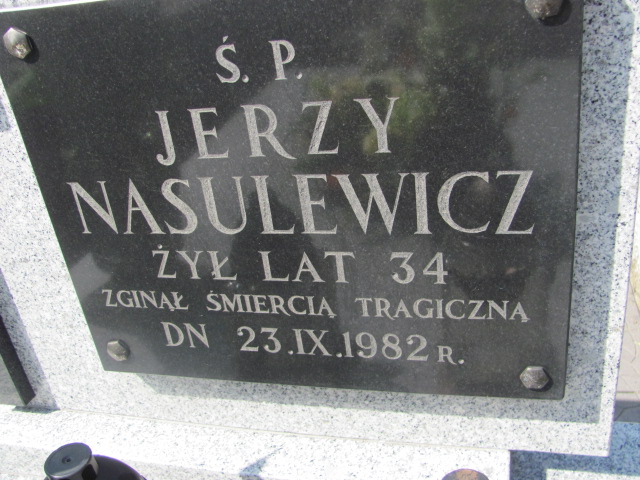 Ś. P.
JERZY
NASULEWICZ
ŻYŁ LAT 34
ZGINĄŁ ŚMIERCIĄ TRAGICZNĄ
DN 23.IX.1982 R.